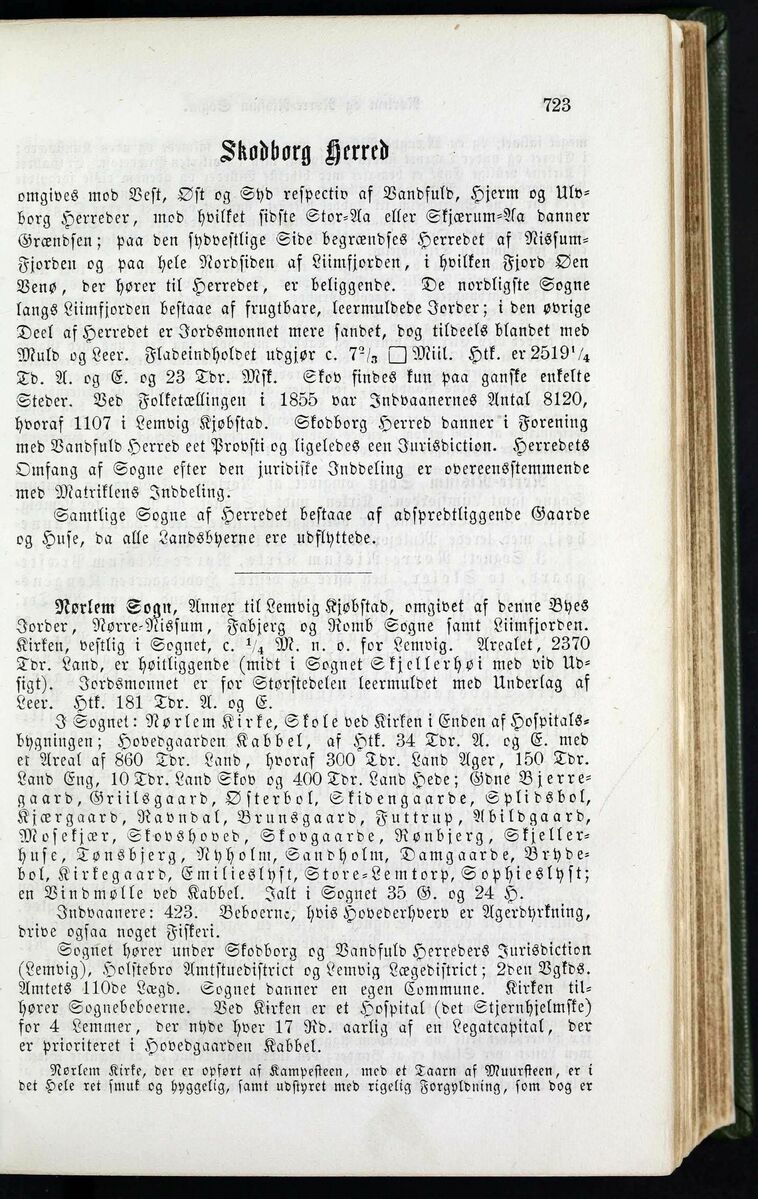 723
Skodborg Herred
omgives mod Vest, Øst og Syd respectiv af Vandfuld, Hjerm og Ulv-
borg Herreder, mod hvilket sidste Stor-Aa eller Skjærum-Aa danner
Grændsen; paa den sydvestlige Side begrændses Herredet af Nissum-
Fjorden og paa hele Nordsiden af Liimfjorden, i hvilken Fjord Øen
Venø, der hører til Herredet, er beliggende. De nordligste Sogne
langs Liimfjorden bestaae af frugtbare, leermuldede Jorder; i den øvrige
Deel af Herredet er Jordsmonnet mere sandet, dog tildeels blandet med
Muld og Leer. Fladeindholdet udgjør c. 7²/₃ □ Miil. Htk. er 2519¹/₄
Td. A. og E. og 23 Tdr. Msk. Skov findes kun paa ganske enkelte
Steder. Ved Folketællingen i 1855 var Indvaanernes Antal 8120,
hvoraf 1107 i Lemvig Kjøbstad. Skodborg Herred danner i Forening
med Vandfuld Herred eet Provsti og ligeledes een Jurisdiction. Herredets
Omfang af Sogne efter den juridiske Inddeling er overeensstemmende
med Matriklens Inddeling.
Samtlige Sogne af Herredet bestaae af adspredtliggende Gaarde
og Huse, da alle Landsbyerne ere udflyttede.
Nørlem Sogn, Annex til Lemvig Kjøbstad, omgivet af denne Byes
Jorder, Nørre-Nissum, Fabjerg og Romb Sogne samt Liimfjorden.
Kirken, vestlig i Sognet, c. ¹/₄ M. n. o. for Lemvig. Arealet, 2370
Tdr. Land, er høitliggende (midt i Sognet Skjellerhøi med vid Ud-
sigt). Jordsmonnet er for Størstedelen leermuldet med Underlag af
Leer. Htk. 181 Tdr. A. og E.
I Sognet: Nørlem Kirke, Skole ved Kirken i Enden af Hospitals-
bygningen; Hovedgaarden Kabbel, af Htk. 34 Tdr. A. og E. med
et Areal af 860 Tdr. Land, hvoraf 300 Tdr. Land Ager, 150 Tdr.
Land Eng, 10 Tdr. Land Skov og 400 Tdr. Land Hede; Gdne Bjerre-
gaard, Griilsgaard, Østerbol, Skidengaarde, Splidsbol,
Kjærgaard, Ravndal, Brunsgaard, Futtrup, Abildgaard,
Mosekjær, Skovshoved, Skovgaarde, Rønbjerg, Skjeller-
huse, Tønsbjerg, Nyholm, Sandholm, Damgaarde, Bryde-
bol, Kirkegaard, Emilieslyst, Store-Lemtorp, Sophieslyst;
en Vindmølle ved Kabbel. Ialt i Sognet 35 G. og 24 H.
Indvaanere: 423. Beboerne, hvis Hovederhverv er Agerdyrkning,
drive ogsaa noget Fiskeri.
Sognet hører under Skodborg og Vandfuld Herreders Jurisdiction
(Lemvig), Holstebro Amtstuedistrict og Lemvig Lægedistrict; 2den Vgkds.
Amtets 110de Lægd. Sognet danner en egen Commune. Kirken til-
hører Sognebeboerne. Ved Kirken er et Hospital (det Stjernhjelmske)
for 4 Lemmer, der nyde hver 17 Rd. aarlig af en Legatcapital, der
er prioriteret i Hovedgaarden Kabbel.
Nørlem Kirke, der er opført af Kampesteen, med et Taarn af Muursteen, er i
det Hele ret smuk og hyggelig, samt udstyret med rigelig Forgyldning, som dog er